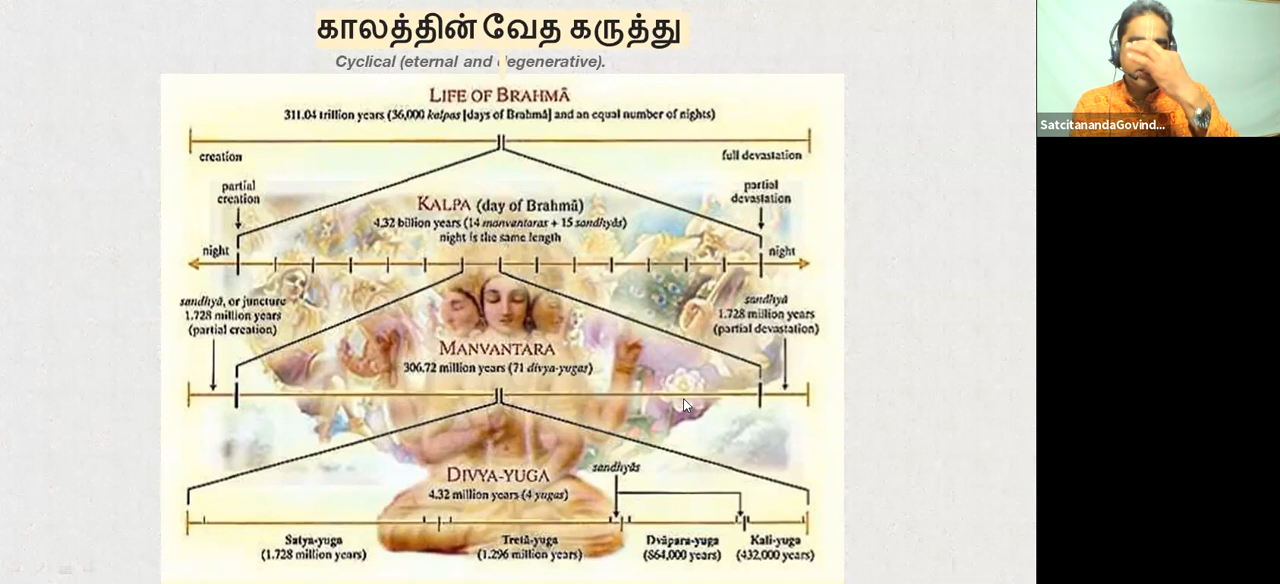 காலத்தின் வேத கருத்து
Cyclical (eternal and degenerative).
LIFE OF BRAHMĀ
311.04 trillion years (36,000 kalpas [days of Brahmā] and an equal number of nights)
creation
full devastation
partial
creation
partial
devastation
KALPA (day of Brahmā)
4.32 billion years (14 manvantaras + 15 sandhyās)
night is the same length
night
night
sandhyā, or juncture
1.728 million years
(partial creation)
sandhyā
1.728 million years
(partial devastation)
MANVANTARA
306.72 million years (71 divya-yugas)
DIVYA-YUGA
4.32 million years (4 yugas)
sandhyās
Satya-yuga
(1.728 million years)
Tretā-yuga
(1.296 million years)
Dvāpara-yuga
(864,000 years)
Kali-yuga
(432,000 years)
SatcitanandaGovind...